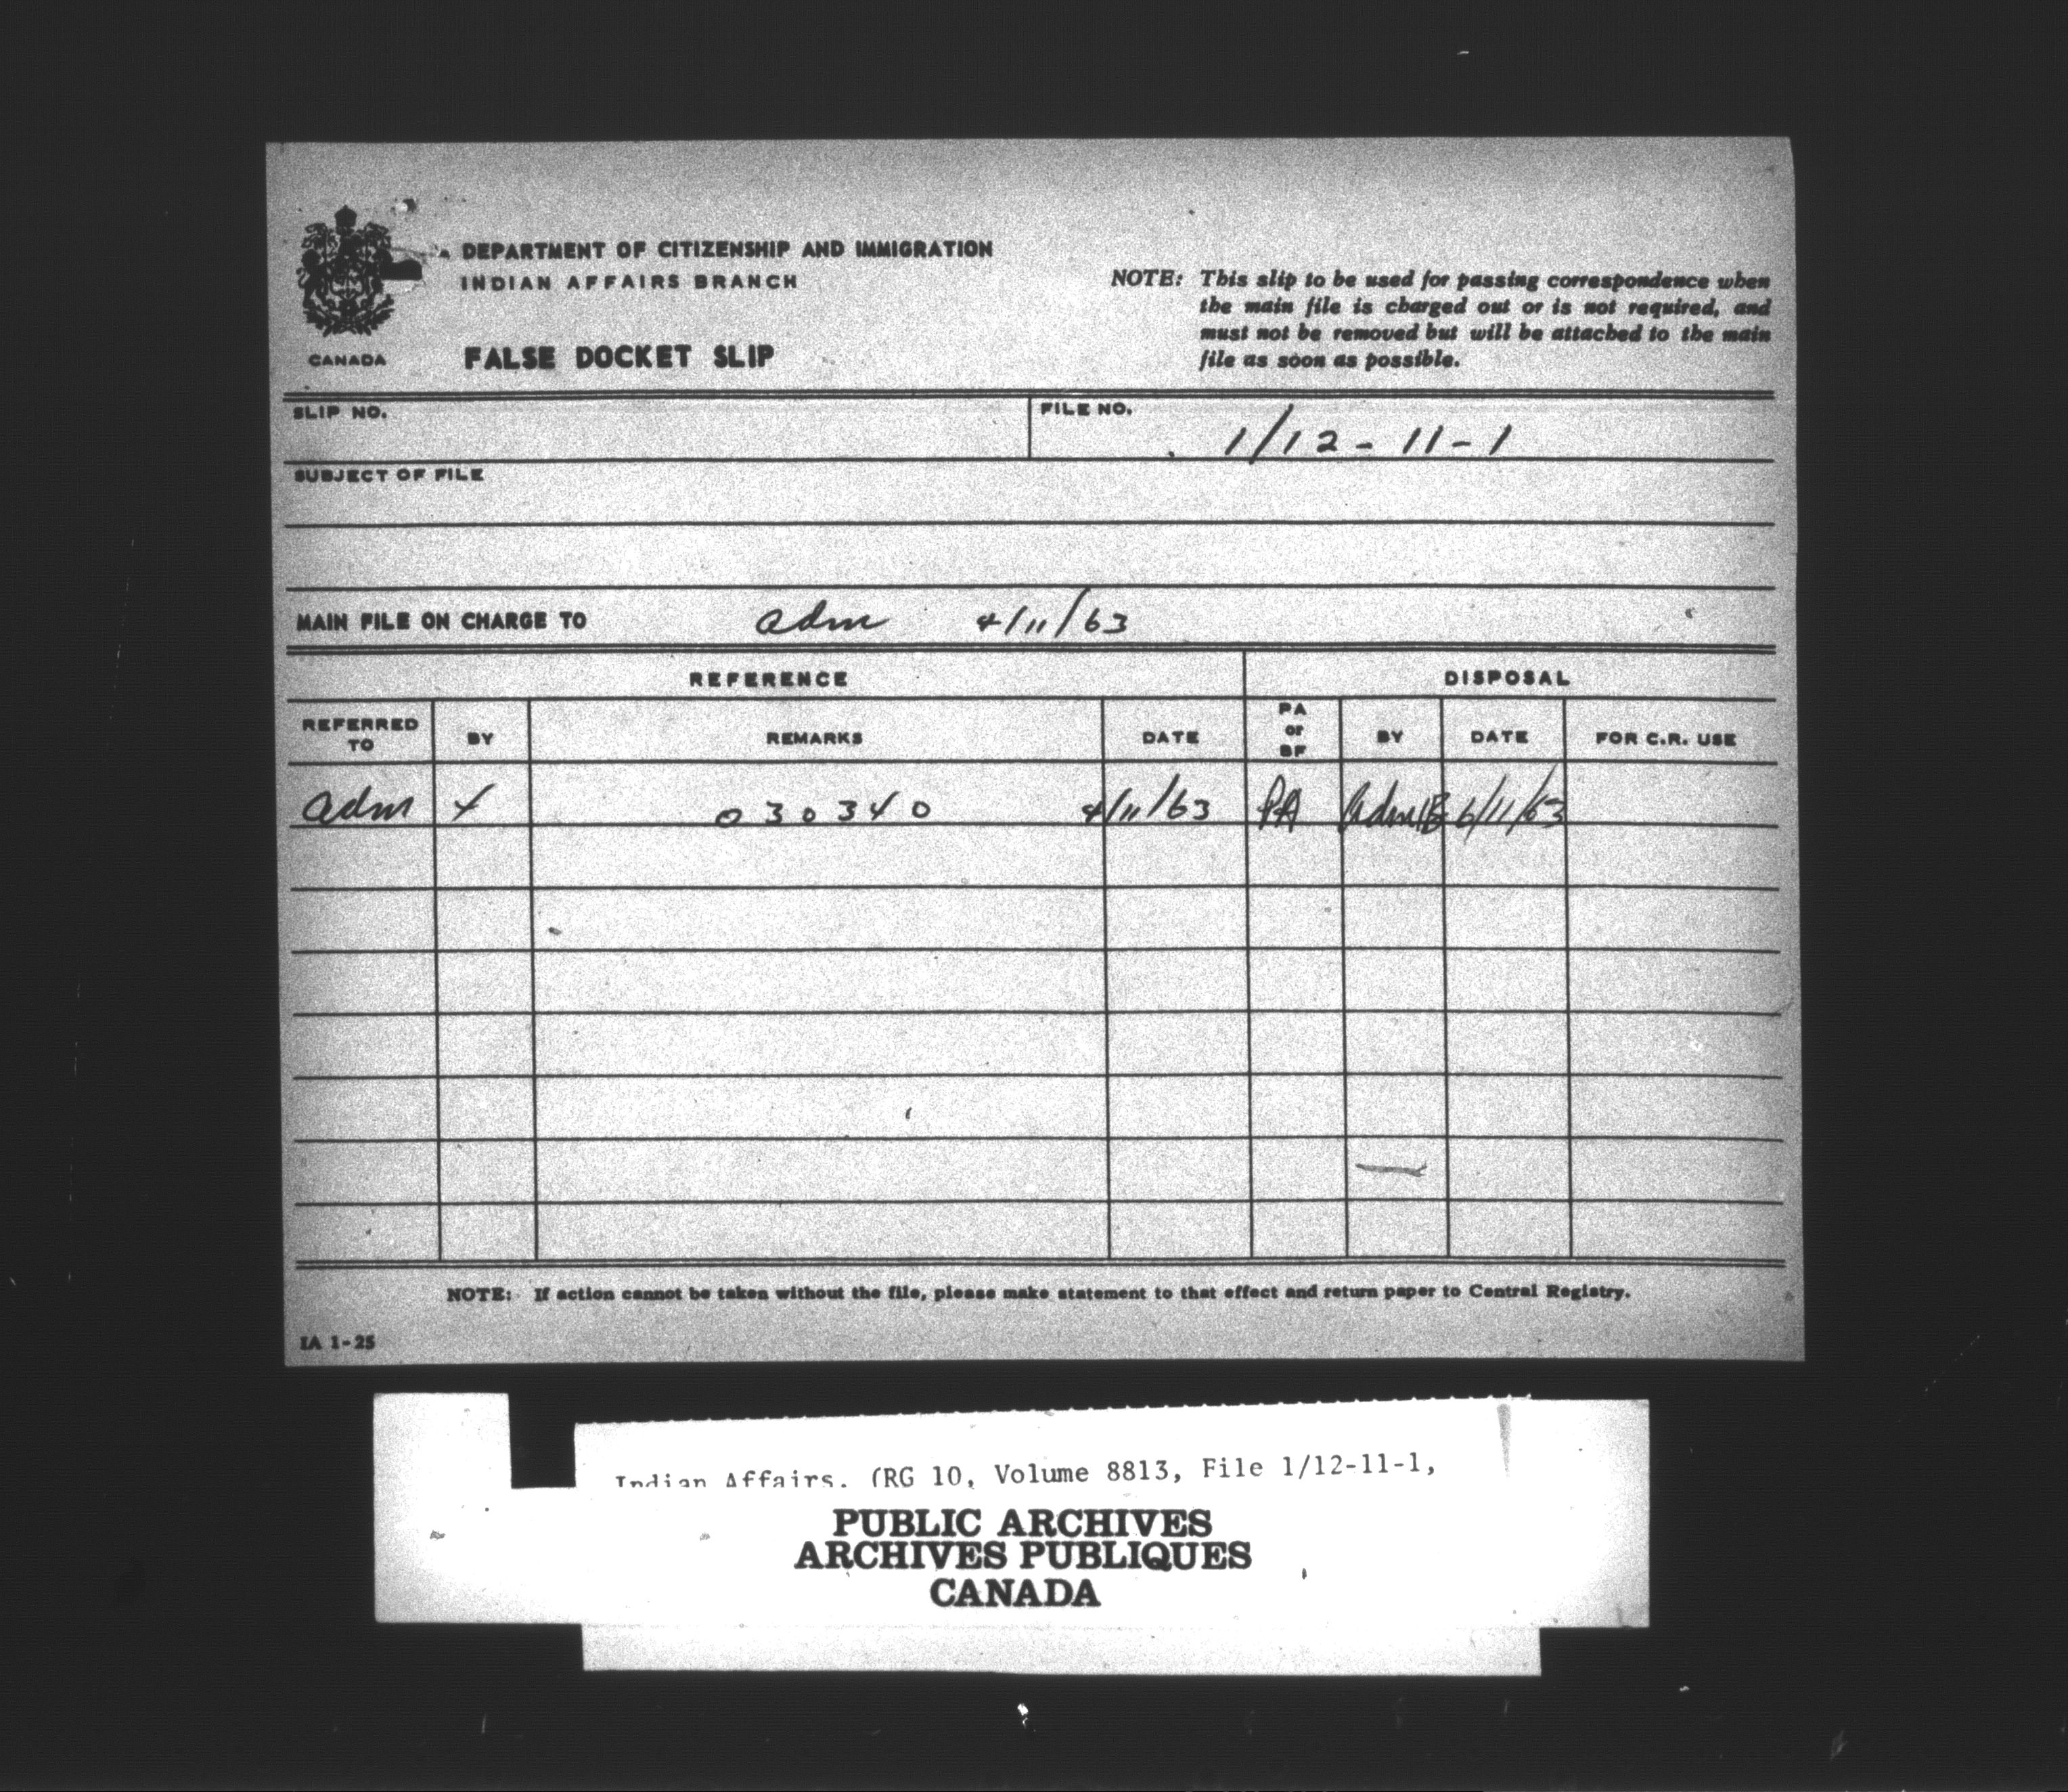 DEPARTMENT OF CITIZENSHIP AND IMMIGRATION
INDIAN AFFAIRS BRANCH
CANADA
FALSE DOCKET SLIP
NOTE: This slip to be used for passing correspondence when
the main file is charged out or is not required, and
must not be removed but will be attached to the main
file as soon as possible.
SLIP NO.
FILE NO.
1/12-11-1
SUBJECT OF FILE
MAIN FILE ON CHARGE TO adm 4/11/63
REFERENCE DISPOSAL
REFERRED TO BY REMARKS DATE PA or BF BY DATE FOR C.R. USE
adm 030340 4/11/63 PA 6/11/63
NOTE: If action cannot be taken without the file, please make statement to that effect and return paper to Central Registry.
IA 1-25
Indian Affairs. (RG 10, Volume 8813, File 1/12-11-1,
PUBLIC ARCHIVES
ARCHIVES PUBLIQUES
CANADA